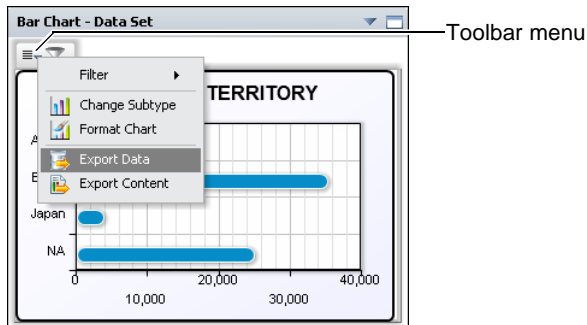 Bar Chart - Data Set
Toolbar menu
Filter
TERRITORY
Change Subtype
Format Chart
Export Data
Export Content
Japan
NA
0
20,000
40,000
10,000
30,000